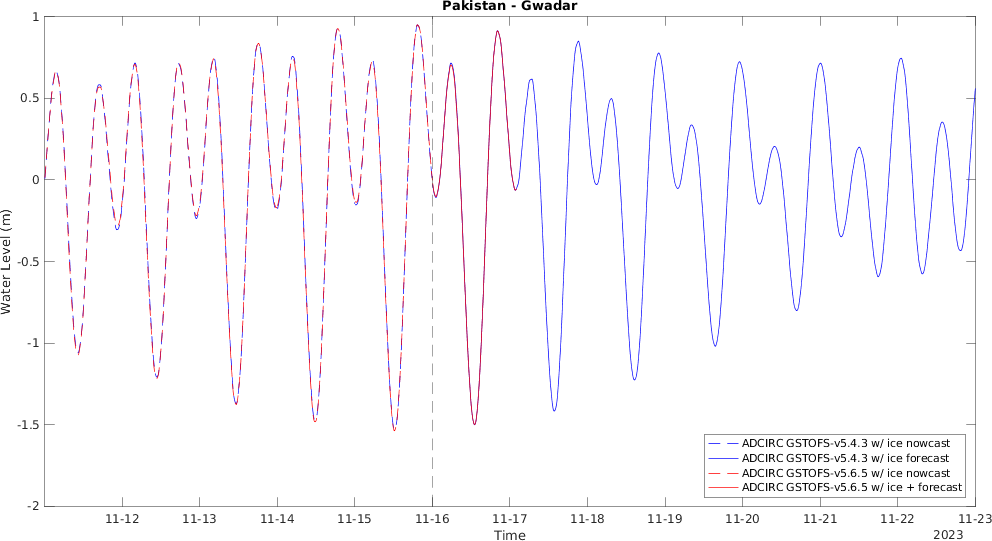 Pakistan - Gwadar
1
0.5
0
-0.5
-1
-1.5
-2
Water Level (m)
11-12
11-13
11-14
11-15
11-16
11-17
11-18
11-19
11-20
11-21
11-22
11-23
Time
2023
ADCIRC GSTOFS-v5.4.3 w/ ice nowcast
ADCIRC GSTOFS-v5.4.3 w/ ice forecast
ADCIRC GSTOFS-v5.6.5 w/ ice nowcast
ADCIRC GSTOFS-v5.6.5 w/ ice + forecast